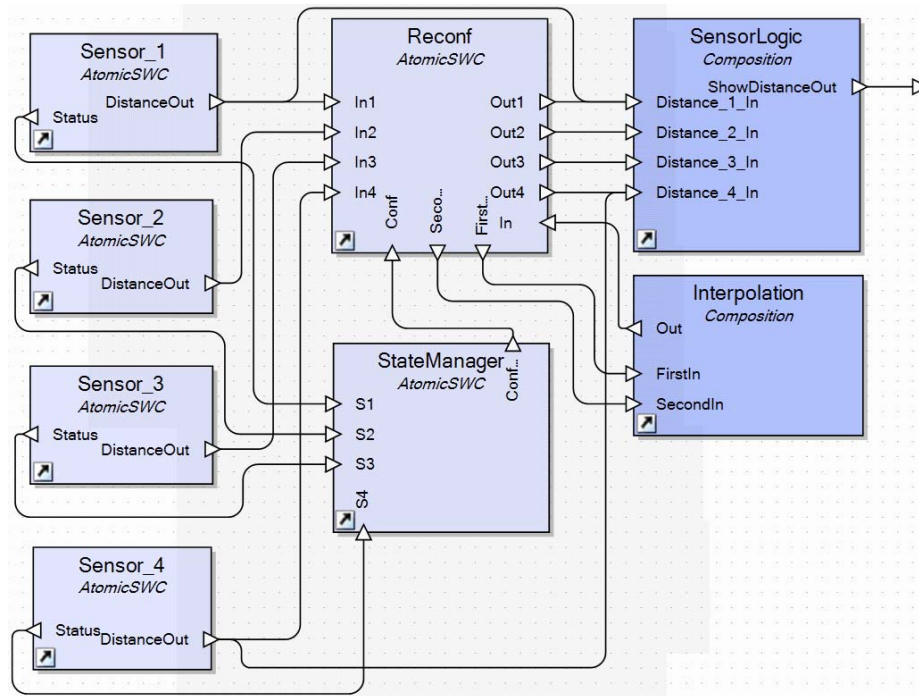 Sensor_1
AtomicSWC
DistanceOut
Status
Sensor_2
AtomicSWC
Status
DistanceOut
Sensor_3
AtomicSWC
Status
DistanceOut
Sensor_4
AtomicSWC
Status
DistanceOut
Reconf
AtomicSWC
In1
In2
In3
In4
Out1
Out2
Out3
Out4
In
Conf
Seco...
First...
StateManager
AtomicSWC
Conf...
S1
S2
S3
S4
SensorLogic
Composition
ShowDistanceOut
Distance_1_In
Distance_2_In
Distance_3_In
Distance_4_In
Interpolation
Composition
Out
FirstIn
SecondIn